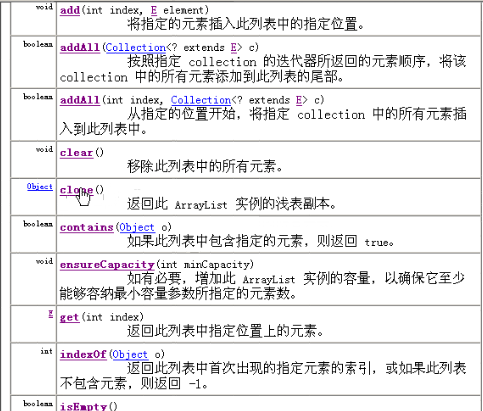 void add(int index, E element)
将指定的元素插入此列表中的指定位置。
boolean addAll(Collection<? extends E> c)
按照指定 collection 的迭代器所返回的元素顺序，将该
collection 中的所有元素添加到此列表的尾部。
boolean addAll(int index, Collection<? extends E> c)
从指定的位置开始，将指定 collection 中的所有元素插
入到此列表中。
void clear()
移除此列表中的所有元素。
Object clone()
返回此 ArrayList 实例的浅表副本。
boolean contains(Object o)
如果此列表中包含指定的元素，则返回 true。
void ensureCapacity(int minCapacity)
如有必要，增加此 ArrayList 实例的容量，以确保它至少
能够容纳最小容量参数所指定的元素数。
E get(int index)
返回此列表中指定位置上的元素。
int indexOf(Object o)
返回此列表中首次出现的指定元素的索引，或如果此列表
不包含元素，则返回 -1。
boolean isEmpty()